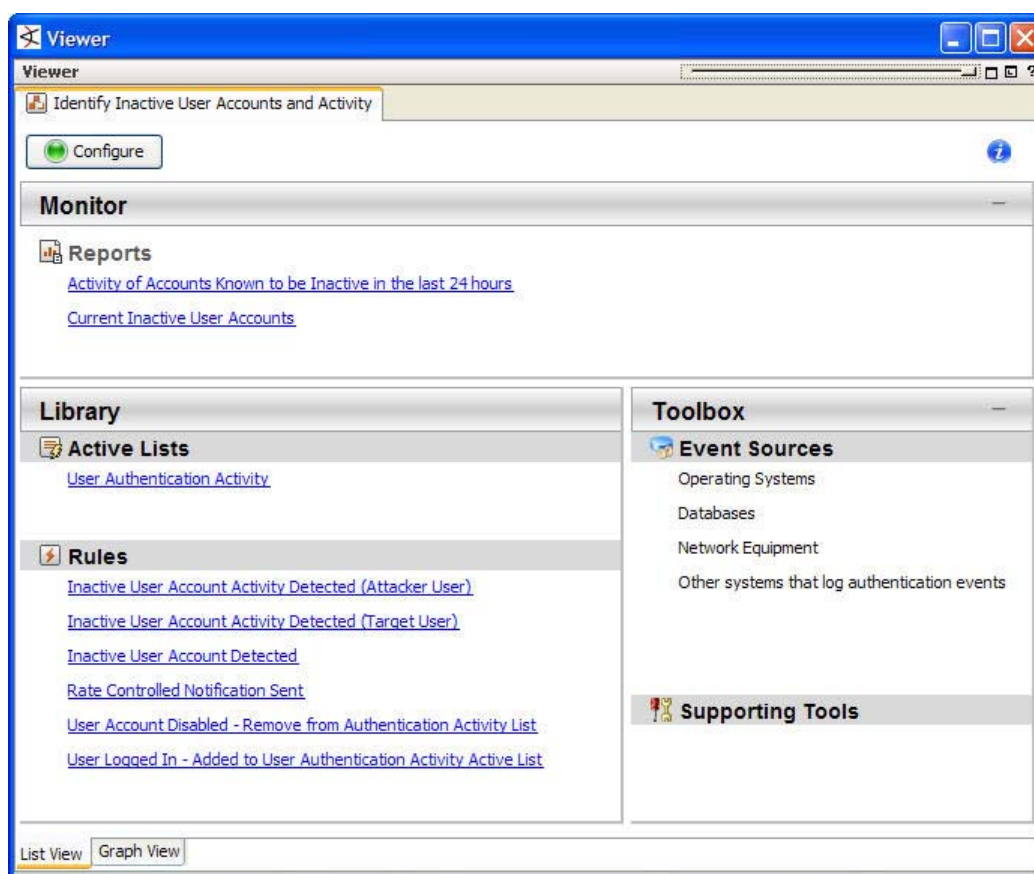 Viewer
Viewer
Identify Inactive User Accounts and Activity
Configure
Monitor
Reports
Activity of Accounts Known to be Inactive in the last 24 hours
Current Inactive User Accounts
Library
Active Lists
User Authentication Activity
Rules
Inactive User Account Activity Detected (Attacker User)
Inactive User Account Activity Detected (Target User)
Inactive User Account Detected
Rate Controlled Notification Sent
User Account Disabled - Remove from Authentication Activity List
User Logged In - Added to User Authentication Activity Active List
Toolbox
Event Sources
Operating Systems
Databases
Network Equipment
Other systems that log authentication events
Supporting Tools
List View
Graph View